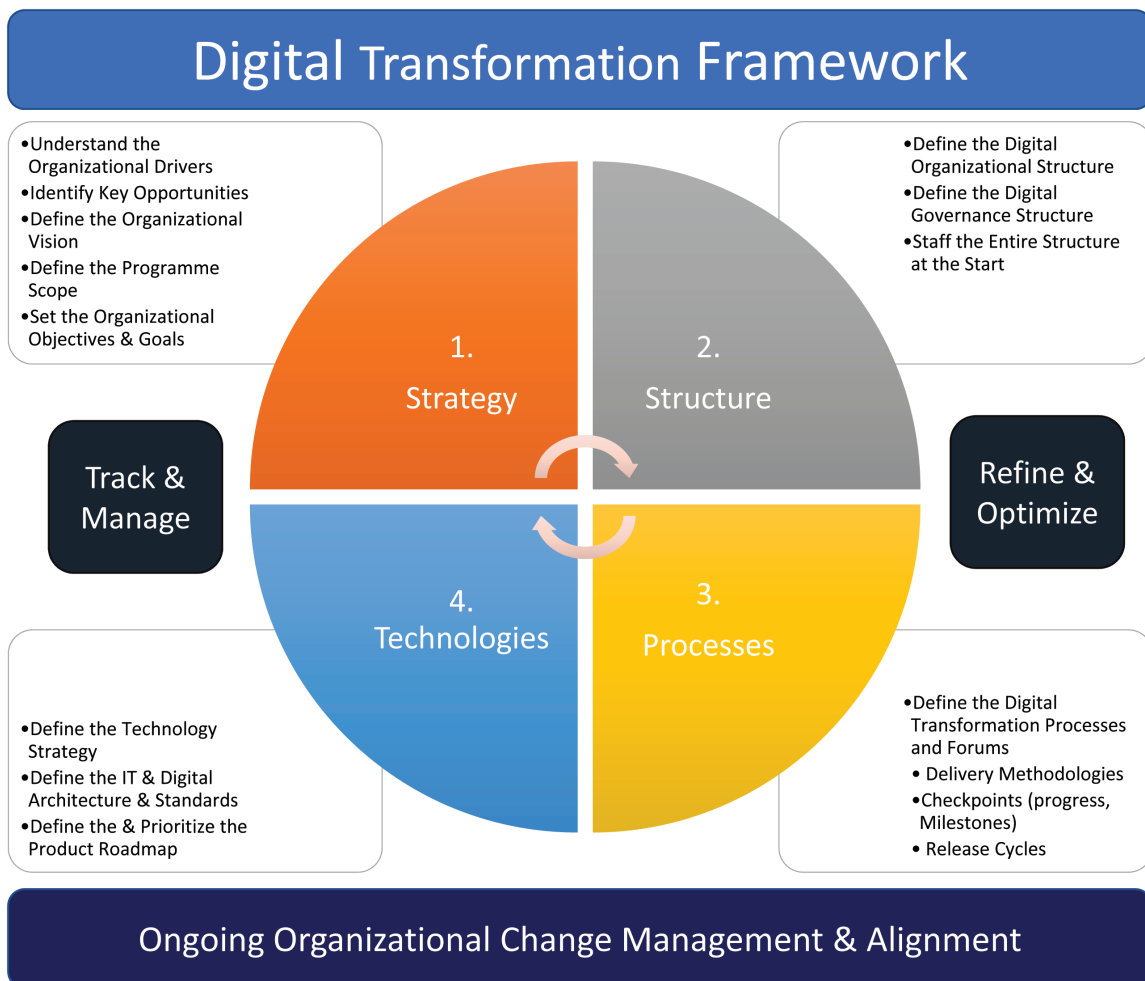 Digital Transformation Framework
•Understand the
Organizational Drivers
•Identify Key Opportunities
•Define the Organizational
Vision
•Define the Programme
Scope
•Set the Organizational
Objectives & Goals
•Define the Digital
Organizational Structure
•Define the Digital
Governance Structure
•Staff the Entire Structure
at the Start
1.
Strategy
2.
Structure
Track &
Manage
Refine &
Optimize
4.
Technologies
3.
Processes
•Define the Technology
Strategy
•Define the IT & Digital
Architecture & Standards
•Define the & Prioritize the
Product Roadmap
•Define the Digital
Transformation Processes
and Forums
• Delivery Methodologies
•Checkpoints (progress,
Milestones)
• Release Cycles
Ongoing Organizational Change Management & Alignment